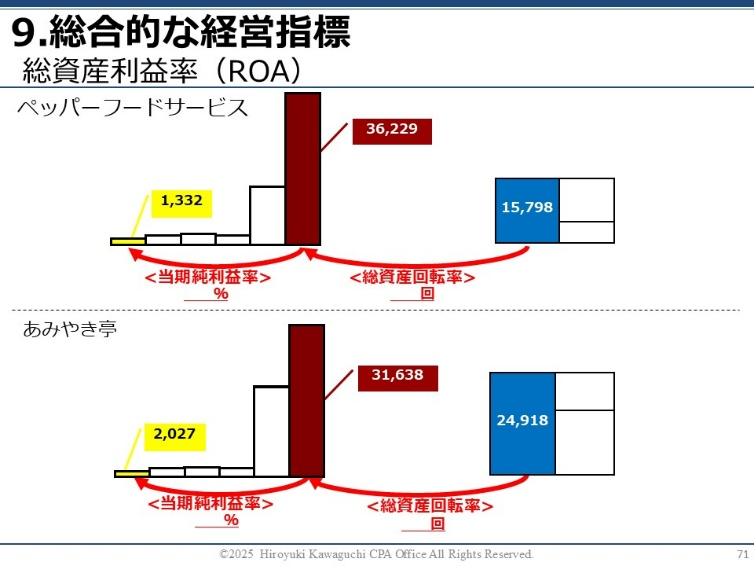 9.総合的な経営指標
総資産利益率（ROA）
ペッパーフードサービス
36,229
1,332
15,798
<当期純利益率>
%
<総資産回転率>
回
あみやき亭
31,638
2,027
24,918
<当期純利益率>
%
<総資産回転率>
回
©2025 Hiroyuki Kawaguchi CPA Office All Rights Reserved.
71